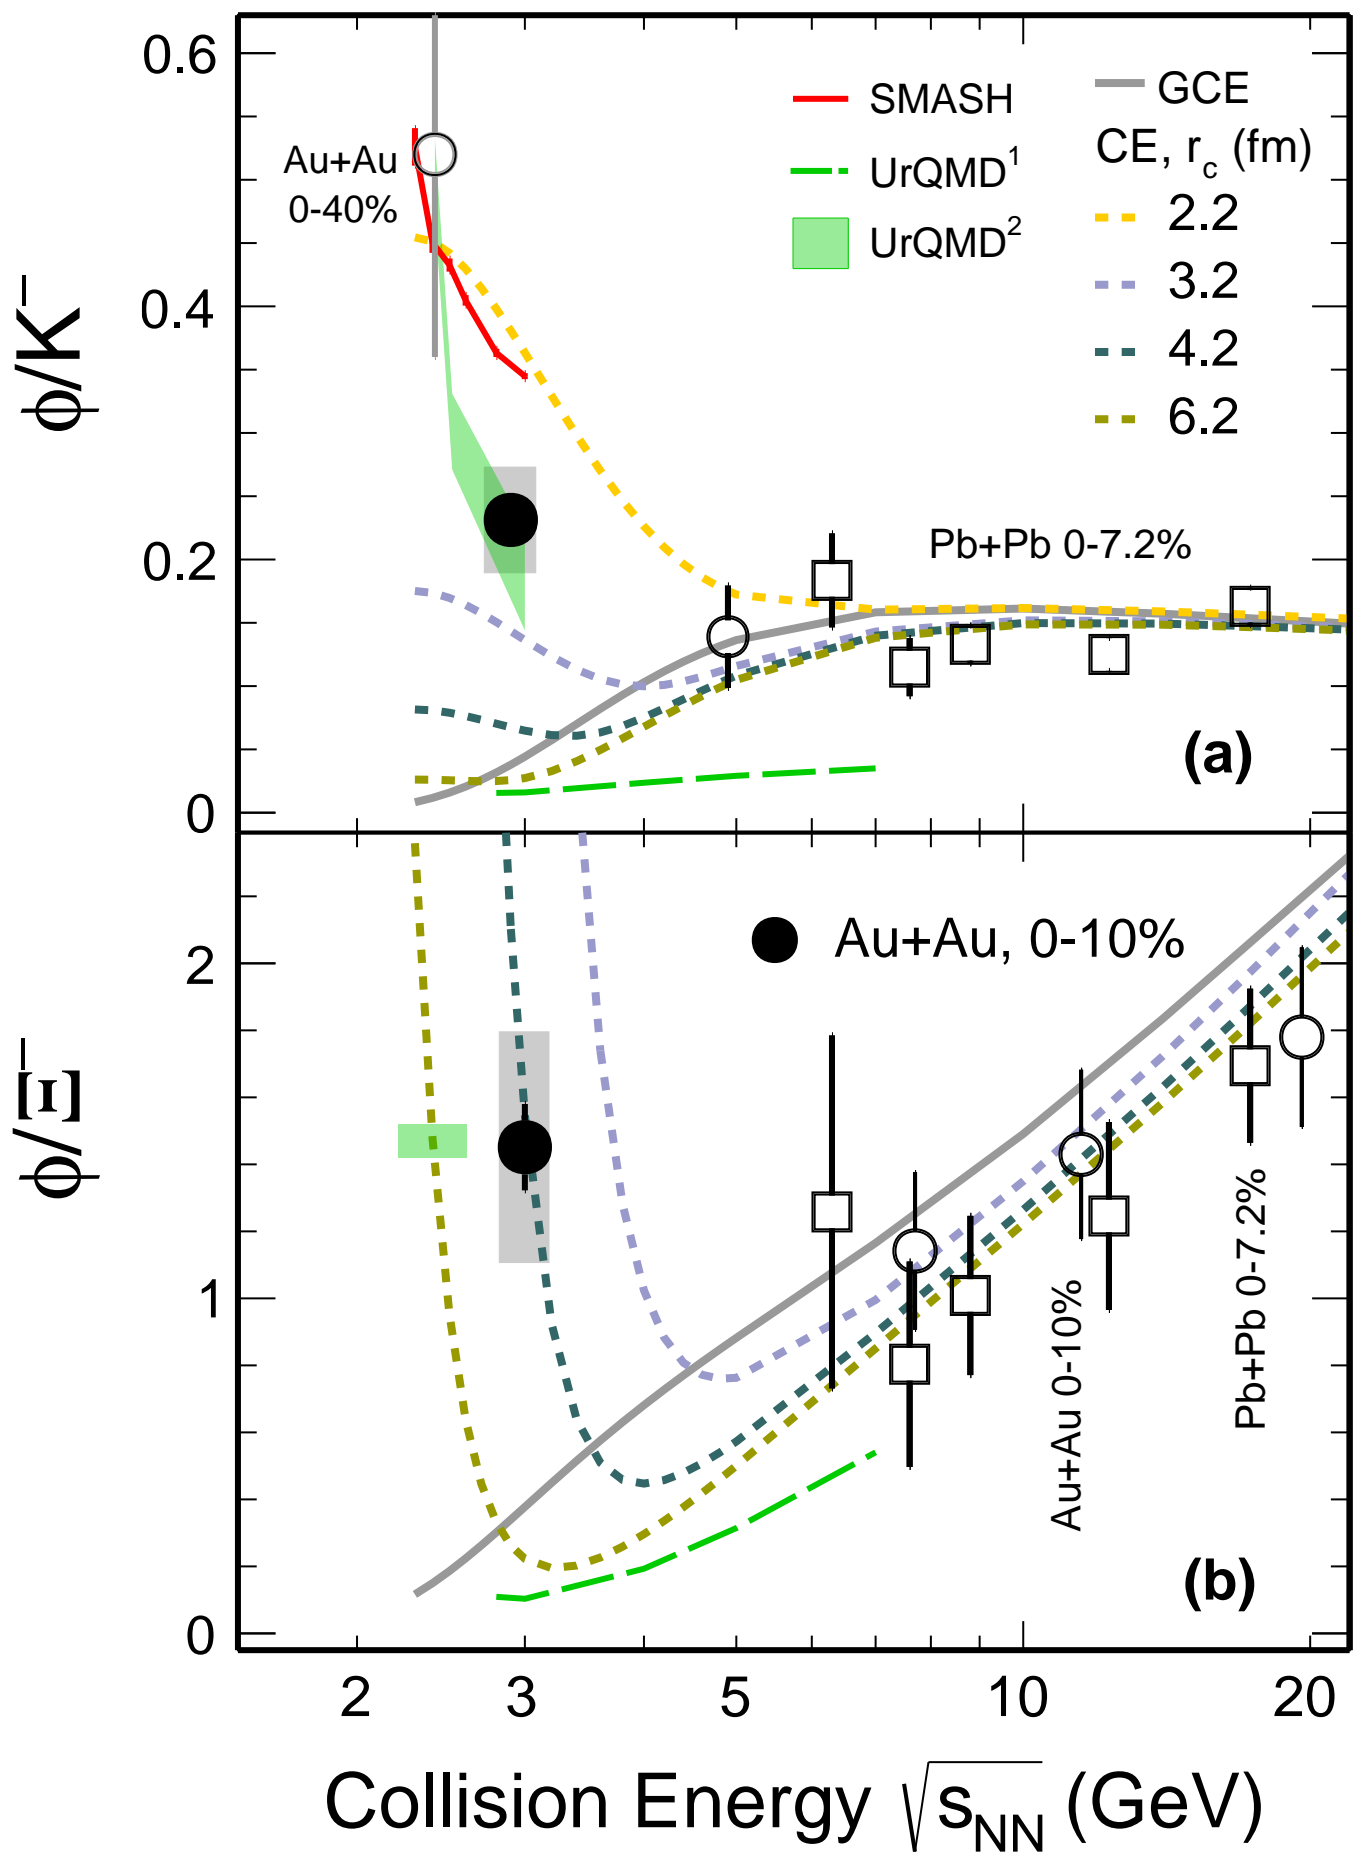 0.6
0.4
0.2
0
ϕ/K⁻
Au+Au
0-40%
SMASH
UrQMD¹
UrQMD²
GCE
CE, r_c (fm)
2.2
3.2
4.2
6.2
Pb+Pb 0-7.2%
(a)
2
1
0
ϕ/Ξ⁻
Au+Au, 0-10%
Au+Au 0-10%
Pb+Pb 0-7.2%
(b)
2 3 5 10 20
Collision Energy √s_NN (GeV)